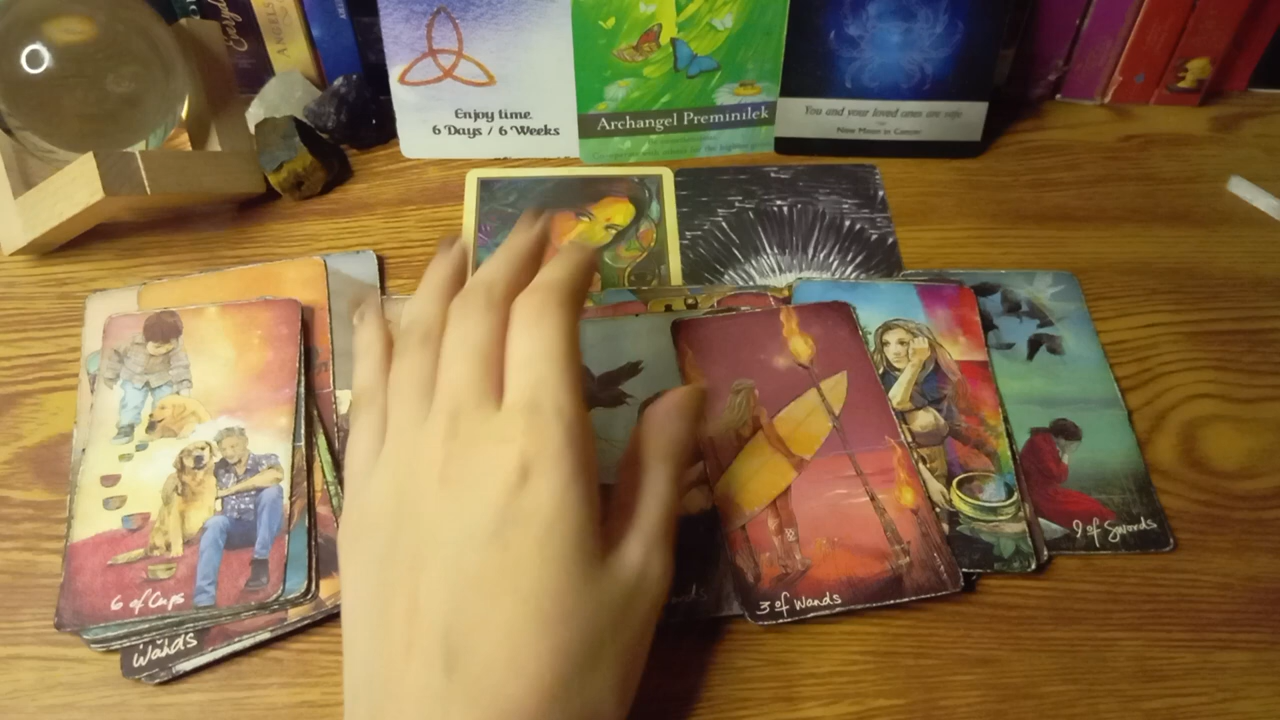 ANGELS
Enjoy time.
6 Days / 6 Weeks
Archangel Preminilek
You and your loved ones are safe
New Moon in Cancer
6 of Cups
Wands
3 of Wands
9 of Swords